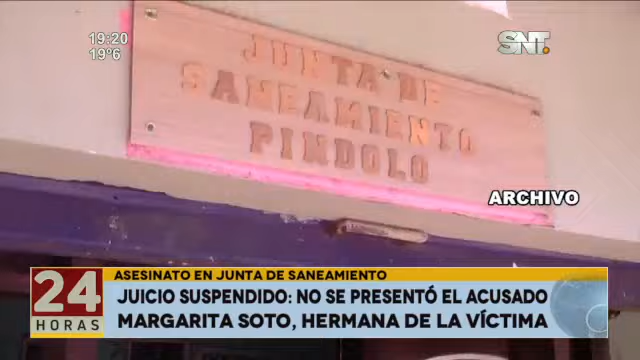 19:20
19°6
SNT.
JUNTA DE
SANEAMIENTO
PINDOLO
ARCHIVO
24
HORAS
ASESINATO EN JUNTA DE SANEAMIENTO
JUICIO SUSPENDIDO: NO SE PRESENTÓ EL ACUSADO
MARGARITA SOTO, HERMANA DE LA VÍCTIMA